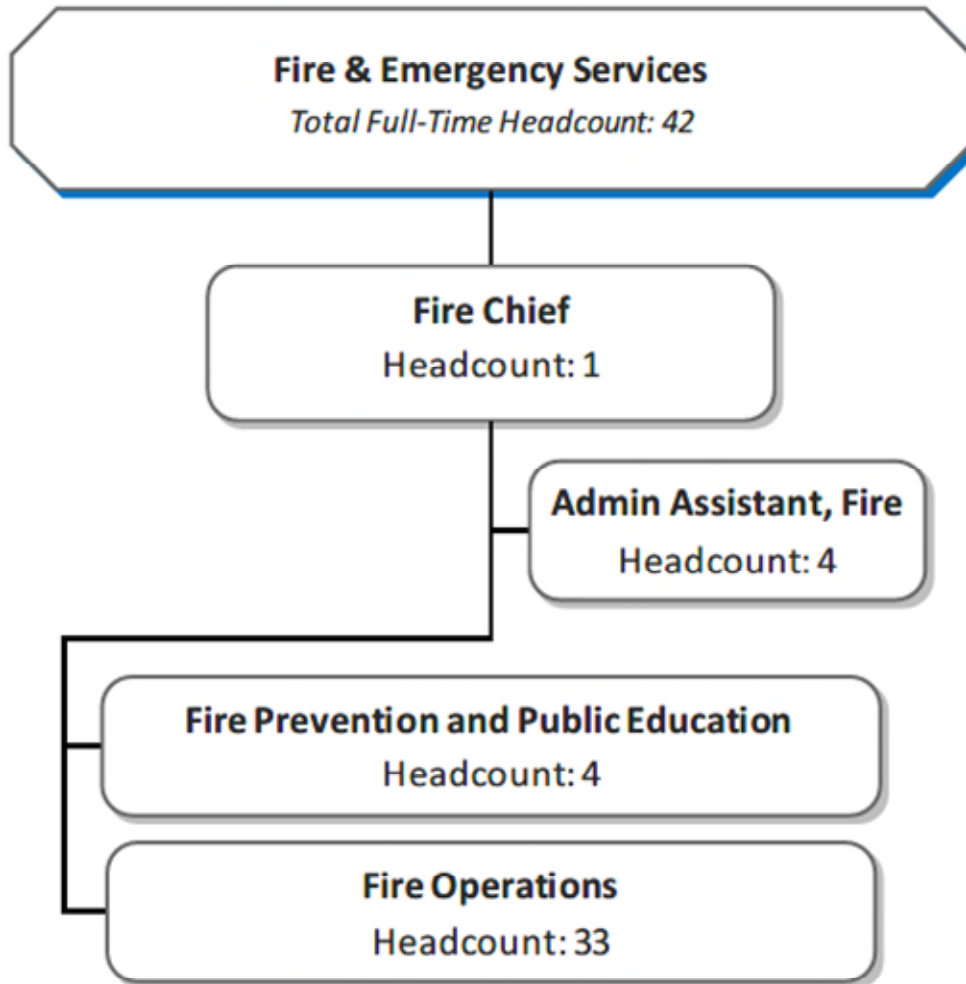 Fire & Emergency Services
Total Full-Time Headcount: 42
Fire Chief
Headcount: 1
Admin Assistant, Fire
Headcount: 4
Fire Prevention and Public Education
Headcount: 4
Fire Operations
Headcount: 33